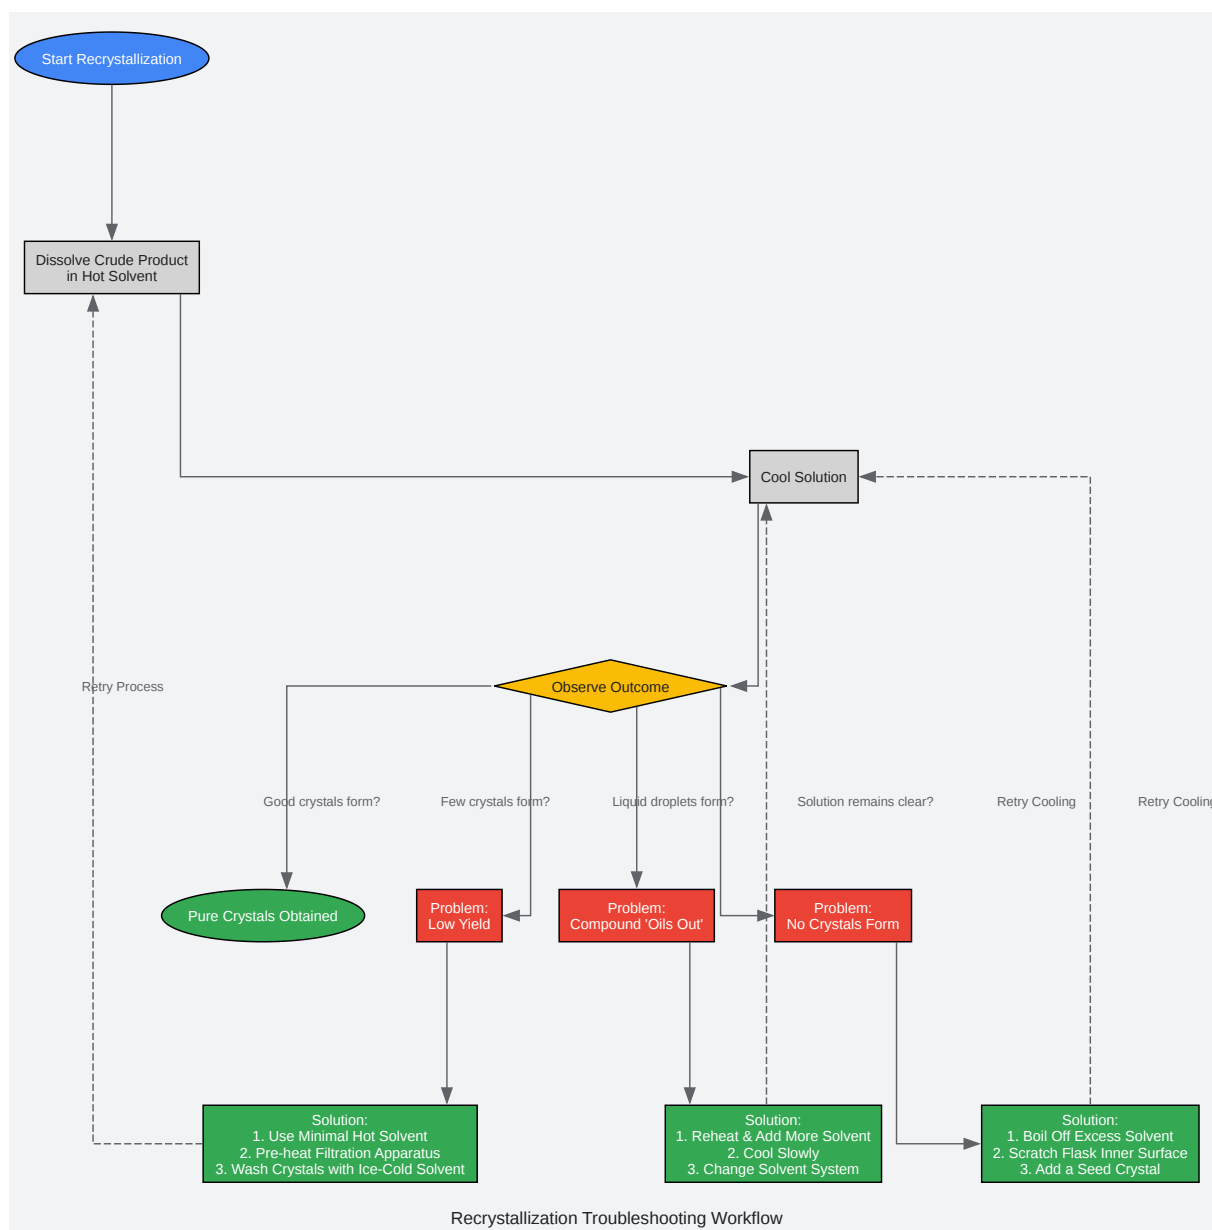 Start Recrystallization
Dissolve Crude Product
in Hot Solvent
Cool Solution
Retry Process
Observe Outcome
Good crystals form?
Few crystals form?
Liquid droplets form?
Solution remains clear?
Retry Cooling
Retry Cooling
Pure Crystals Obtained
Problem:
Low Yield
Problem:
Compound 'Oils Out'
Problem:
No Crystals Form
Solution:
1. Use Minimal Hot Solvent
2. Pre-heat Filtration Apparatus
3. Wash Crystals with Ice-Cold Solvent
Solution:
1. Reheat & Add More Solvent
2. Cool Slowly
3. Change Solvent System
Solution:
1. Boil Off Excess Solvent
2. Scratch Flask Inner Surface
3. Add a Seed Crystal
Recrystallization Troubleshooting Workflow